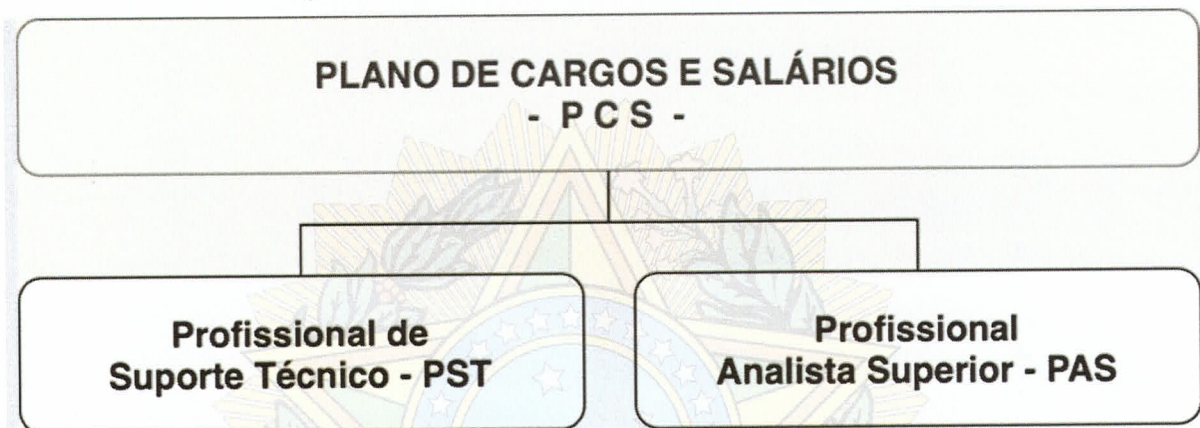 PLANO DE CARGOS E SALÁRIOS
- P C S -
Profissional de
Suporte Técnico - PST
Profissional
Analista Superior - PAS